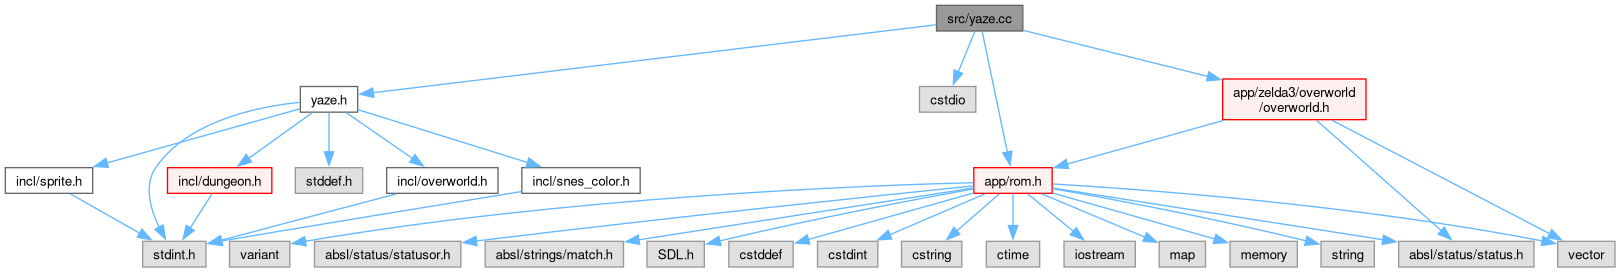 src/yaze.cc
yaze.h
cstdio
app/zelda3/overworld
/overworld.h
incl/sprite.h
incl/dungeon.h
stddef.h
incl/overworld.h
incl/snes_color.h
app/rom.h
stdint.h
variant
absl/status/statusor.h
absl/strings/match.h
SDL.h
cstddef
cstdint
cstring
ctime
iostream
map
memory
string
absl/status/status.h
vector